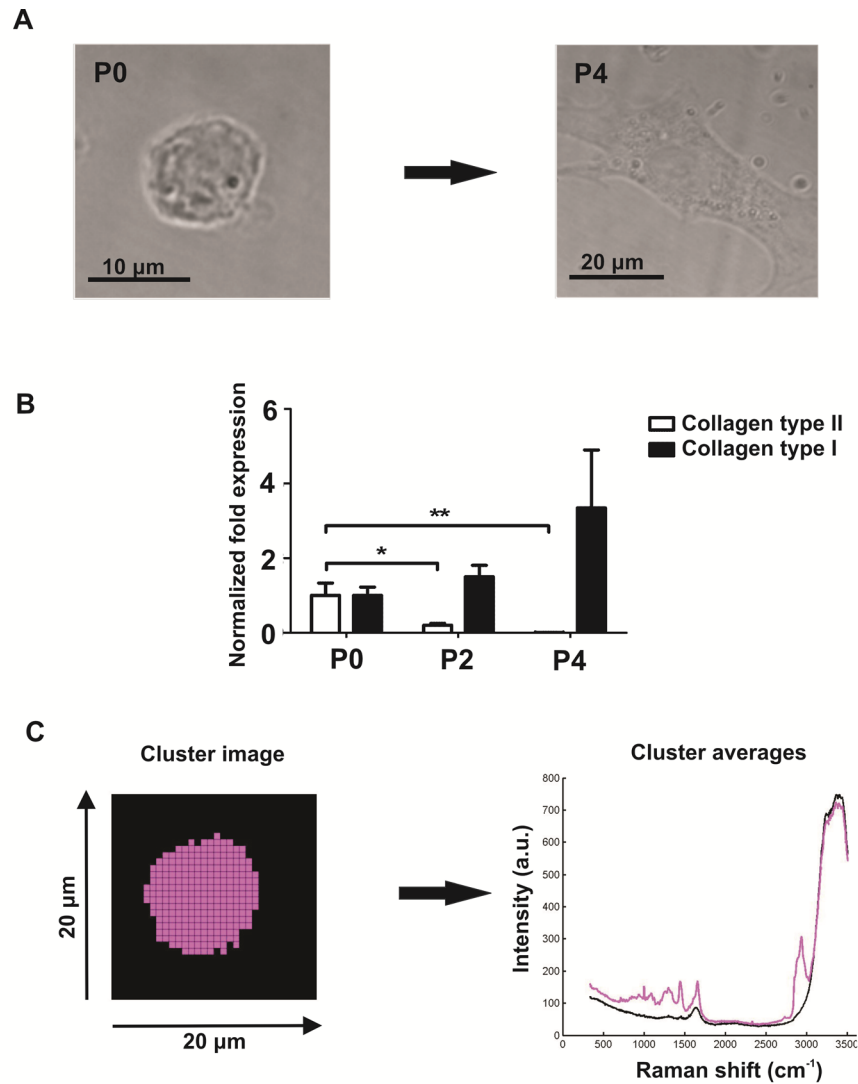 A
P0
P4
10 µm
20 µm
B
Normalized fold expression
6
4
2
0
**
*
P0
P2
P4
Collagen type II
Collagen type I
C
Cluster image
20 µm
20 µm
Cluster averages
Intensity (a.u.)
800
700
600
500
400
300
200
100
0
0 500 1000 1500 2000 2500 3000 3500
Raman shift (cm⁻¹)